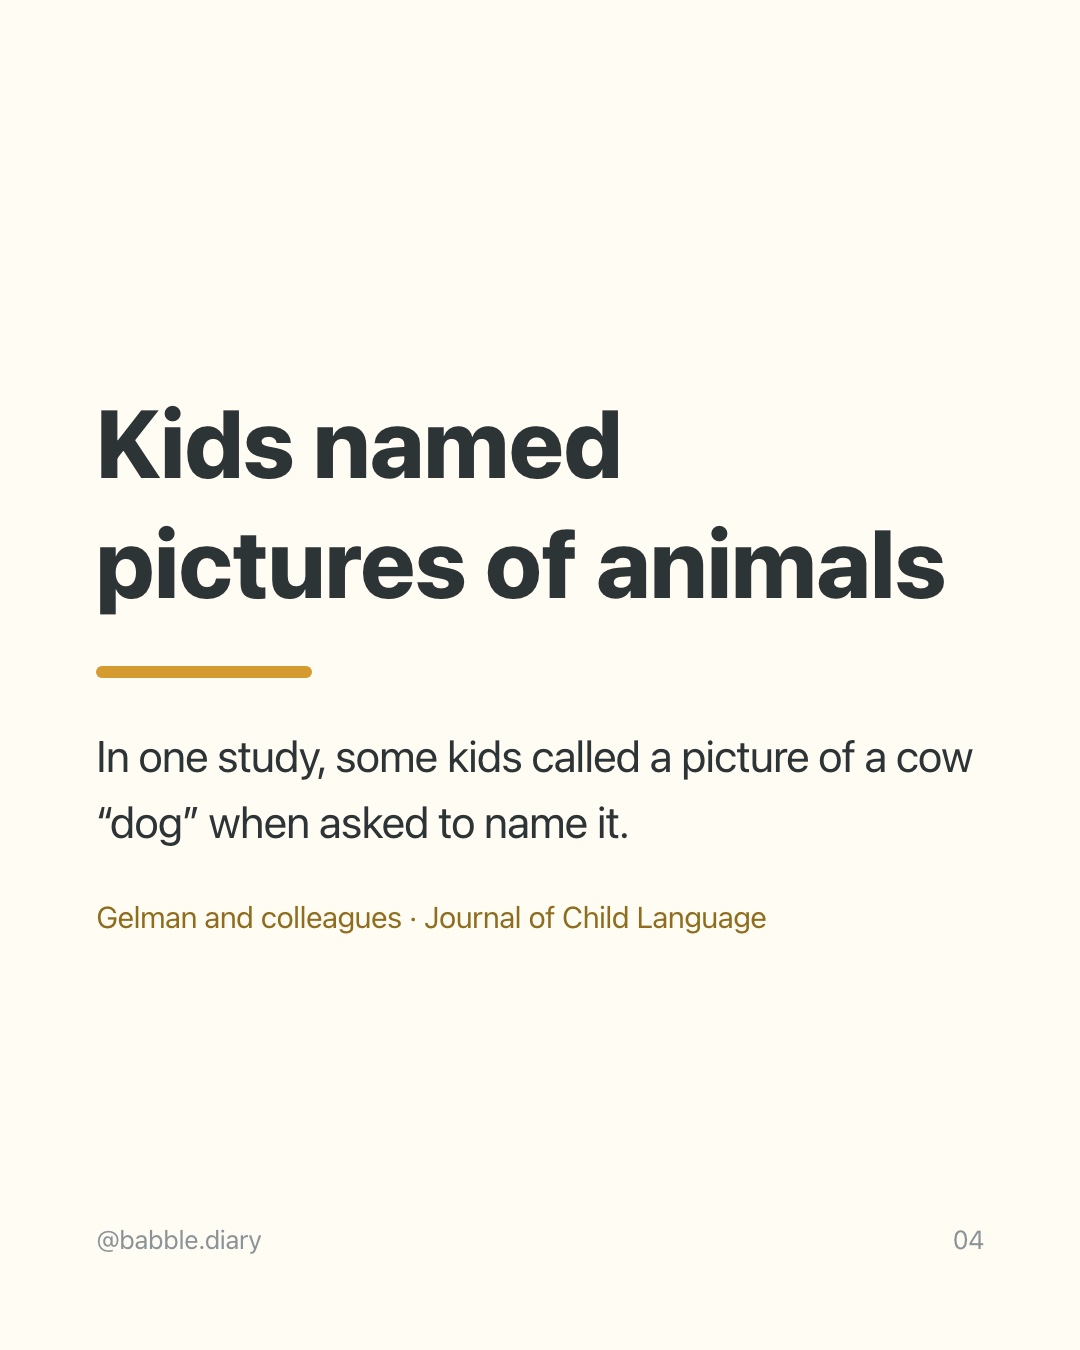 Kids named
pictures of animals
In one study, some kids called a picture of a cow
“dog” when asked to name it.
Gelman and colleagues · Journal of Child Language
@babble.diary
04